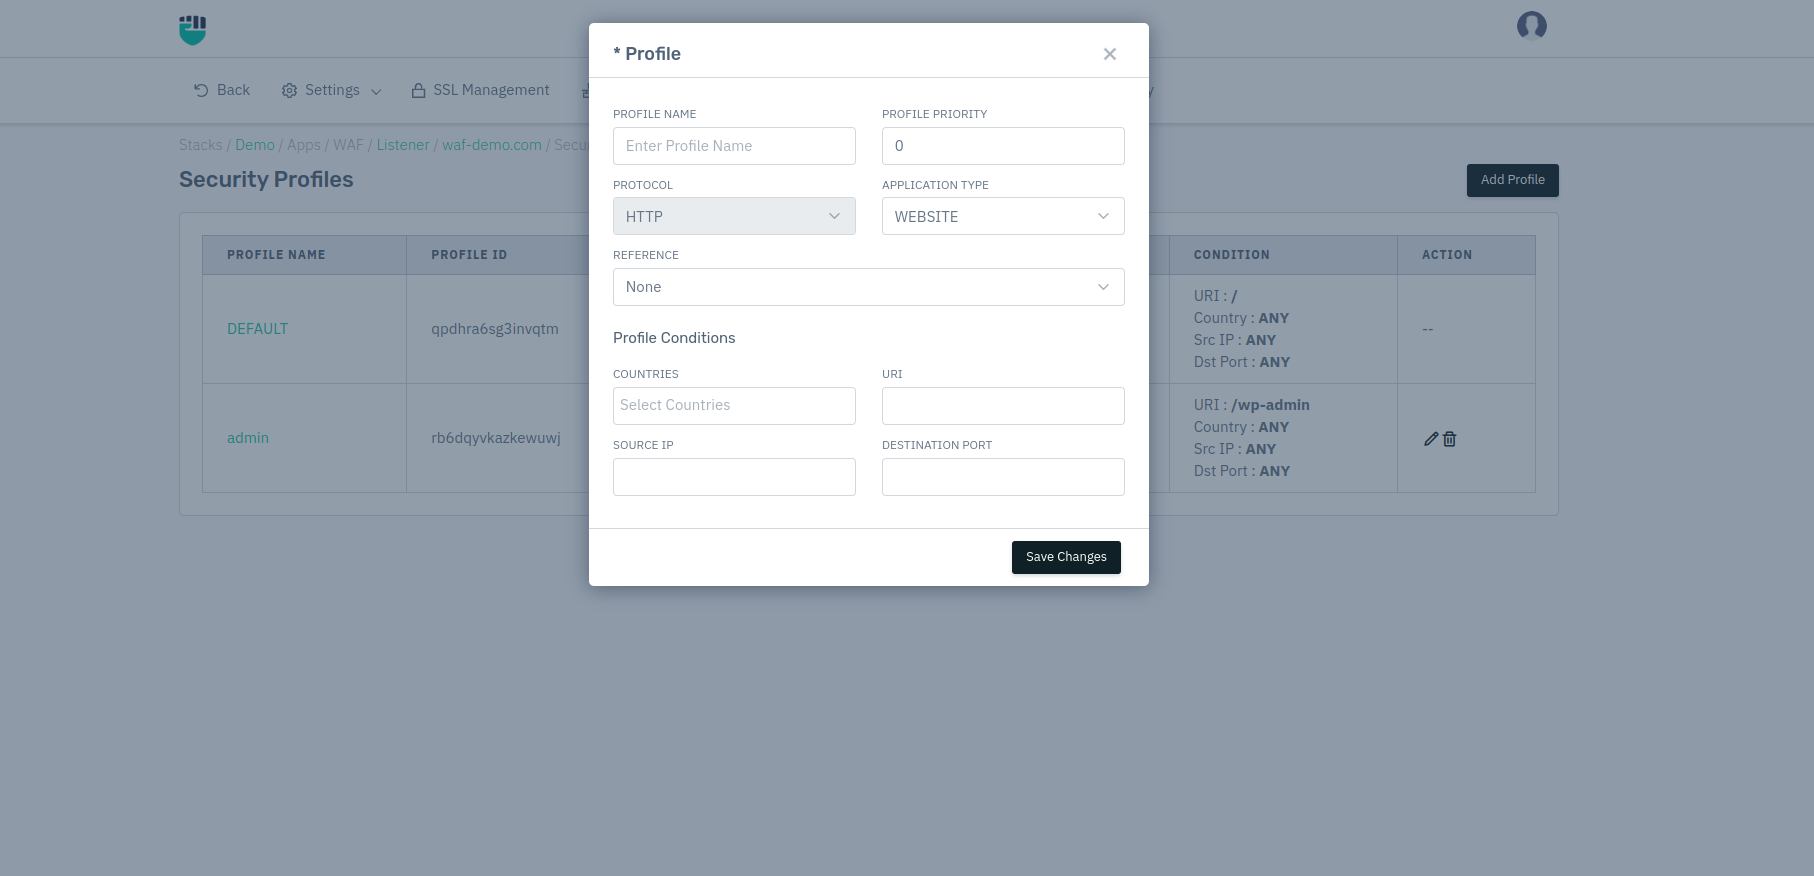 Back
Settings
SSL Management
Stacks / Demo / Apps / WAF / Listener / waf-demo.com /
Security Profiles
Add Profile
PROFILE NAME
PROFILE ID
CONDITION
ACTION
DEFAULT
qpdhra6sg3invqtm
URI : /
Country : ANY
Src IP : ANY
Dst Port : ANY
--
admin
rb6dqyvkazkewuwj
URI : /wp-admin
Country : ANY
Src IP : ANY
Dst Port : ANY
* Profile
PROFILE NAME
PROFILE PRIORITY
Enter Profile Name
0
PROTOCOL
APPLICATION TYPE
HTTP
WEBSITE
REFERENCE
None
Profile Conditions
COUNTRIES
URI
Select Countries
SOURCE IP
DESTINATION PORT
Save Changes